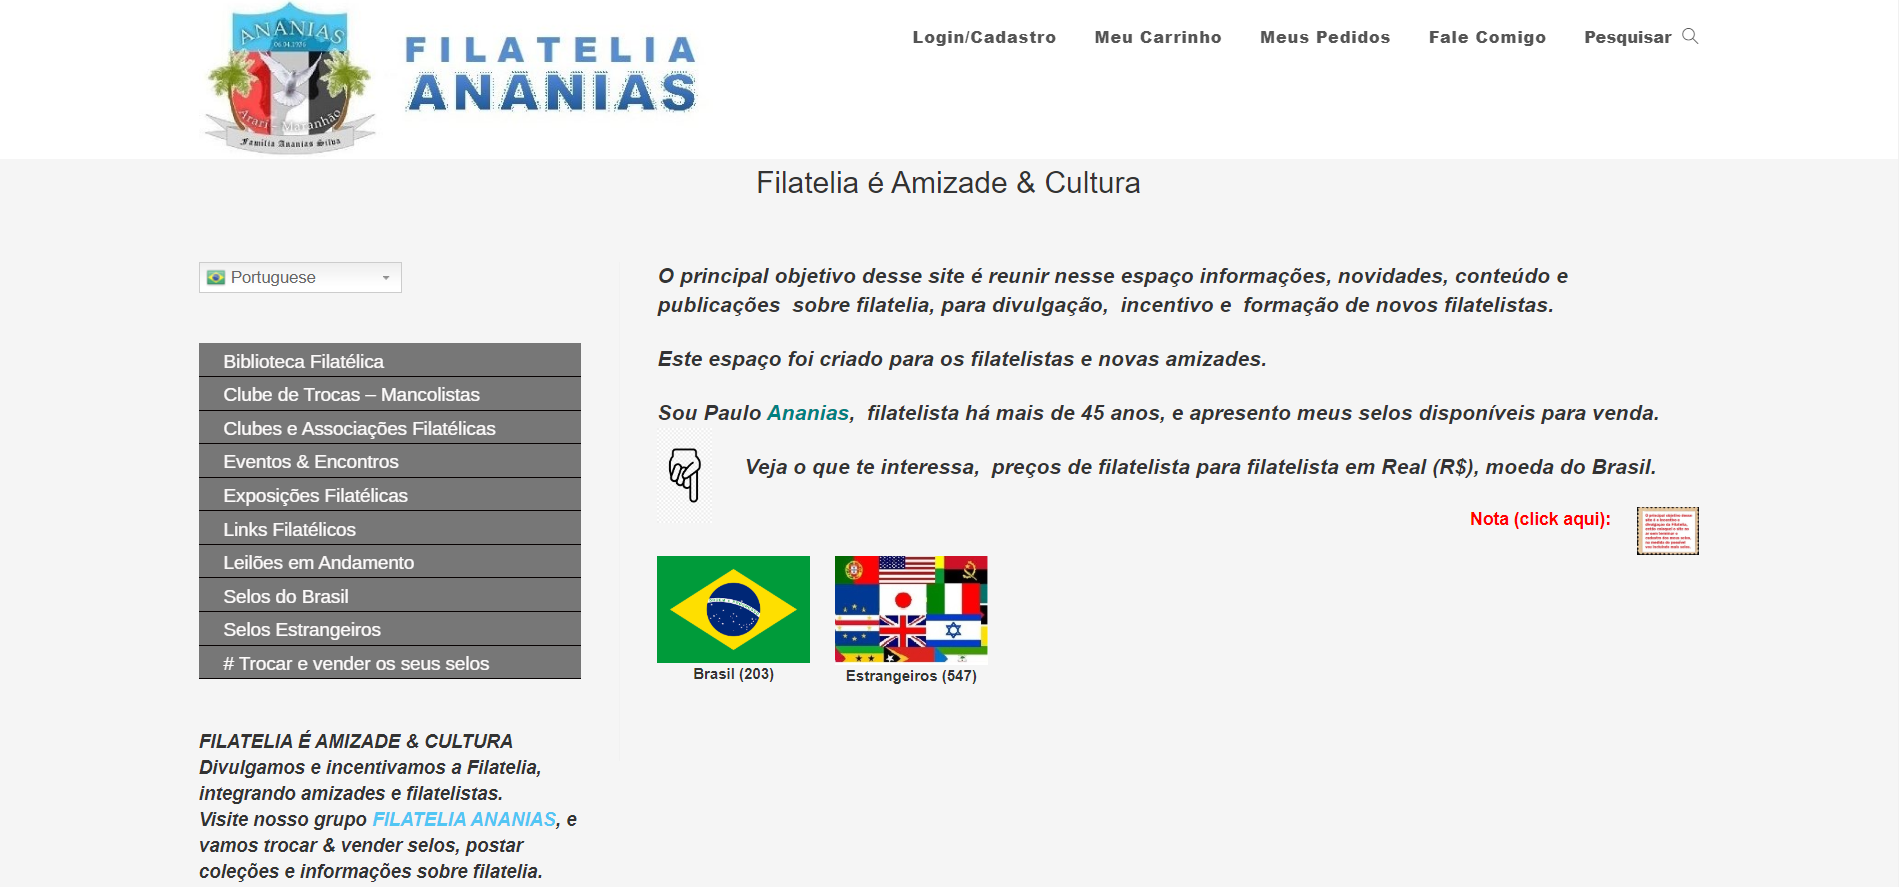 ANANIAS
06.04.1936
Arari – Maranhão
Família Ananias Silva
FILATELIA
ANANIAS
Login/Cadastro
Meu Carrinho
Meus Pedidos
Fale Comigo
Pesquisar
Filatelia é Amizade & Cultura
Portuguese
Biblioteca Filatélica
Clube de Trocas – Mancolistas
Clubes e Associações Filatélicas
Eventos & Encontros
Exposições Filatélicas
Links Filatélicos
Leilões em Andamento
Selos do Brasil
Selos Estrangeiros
# Trocar e vender os seus selos
FILATELIA É AMIZADE & CULTURA
Divulgamos e incentivamos a Filatelia,
integrando amizades e filatelistas.
Visite nosso grupo FILATELIA ANANIAS, e
vamos trocar & vender selos, postar
coleções e informações sobre filatelia.
O principal objetivo desse site é reunir nesse espaço informações, novidades, conteúdo e
publicações sobre filatelia, para divulgação, incentivo e formação de novos filatelistas.
Este espaço foi criado para os filatelistas e novas amizades.
Sou Paulo Ananias, filatelista há mais de 45 anos, e apresento meus selos disponíveis para venda.
Veja o que te interessa, preços de filatelista para filatelista em Real (R$), moeda do Brasil.
Nota (click aqui):
Brasil (203)
Estrangeiros (547)